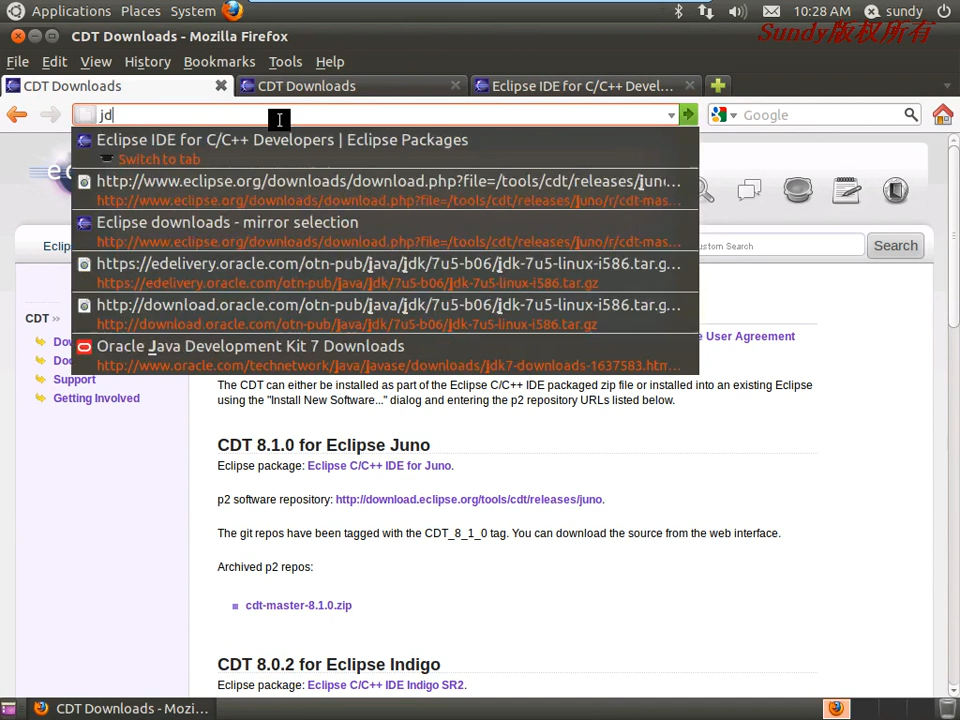 Applications Places System 10:28 AM sundy
Sundy版权所有
CDT Downloads - Mozilla Firefox
File Edit View History Bookmarks Tools Help
CDT Downloads CDT Downloads Eclipse IDE for C/C++ Devel...
jd Google
Eclipse IDE for C/C++ Developers | Eclipse Packages
Switch to tab
http://www.eclipse.org/downloads/download.php?file=/tools/cdt/releases/juno...
http://www.eclipse.org/downloads/download.php?file=/tools/cdt/releases/juno/r/cdt-mas...
Eclipse downloads - mirror selection
http://www.eclipse.org/downloads/download.php?file=/tools/cdt/releases/juno/r/cdt-mas...
Eclip
ustom Search Search
https://edelivery.oracle.com/otn-pub/java/jdk/7u5-b06/jdk-7u5-linux-i586.tar.g...
https://edelivery.oracle.com/otn-pub/java/jdk/7u5-b06/jdk-7u5-linux-i586.tar.gz
http://download.oracle.com/otn-pub/java/jdk/7u5-b06/jdk-7u5-linux-i586.tar.g...
http://download.oracle.com/otn-pub/java/jdk/7u5-b06/jdk-7u5-linux-i586.tar.gz
Oracle Java Development Kit 7 Downloads
http://www.oracle.com/technetwork/java/javase/downloads/jdk7-downloads-1637583.htm...
CDT
Dow
Doc
Support
Getting Involved
e User Agreement
The CDT can either be installed as part of the Eclipse C/C++ IDE packaged zip file or installed into an existing Eclipse
using the "Install New Software..." dialog and entering the p2 repository URLs listed below.
CDT 8.1.0 for Eclipse Juno
Eclipse package: Eclipse C/C++ IDE for Juno.
p2 software repository: http://download.eclipse.org/tools/cdt/releases/juno.
The git repos have been tagged with the CDT_8_1_0 tag. You can download the source from the web interface.
Archived p2 repos:
cdt-master-8.1.0.zip
CDT 8.0.2 for Eclipse Indigo
Eclipse package: Eclipse C/C++ IDE Indigo SR2.
CDT Downloads - Mozi...